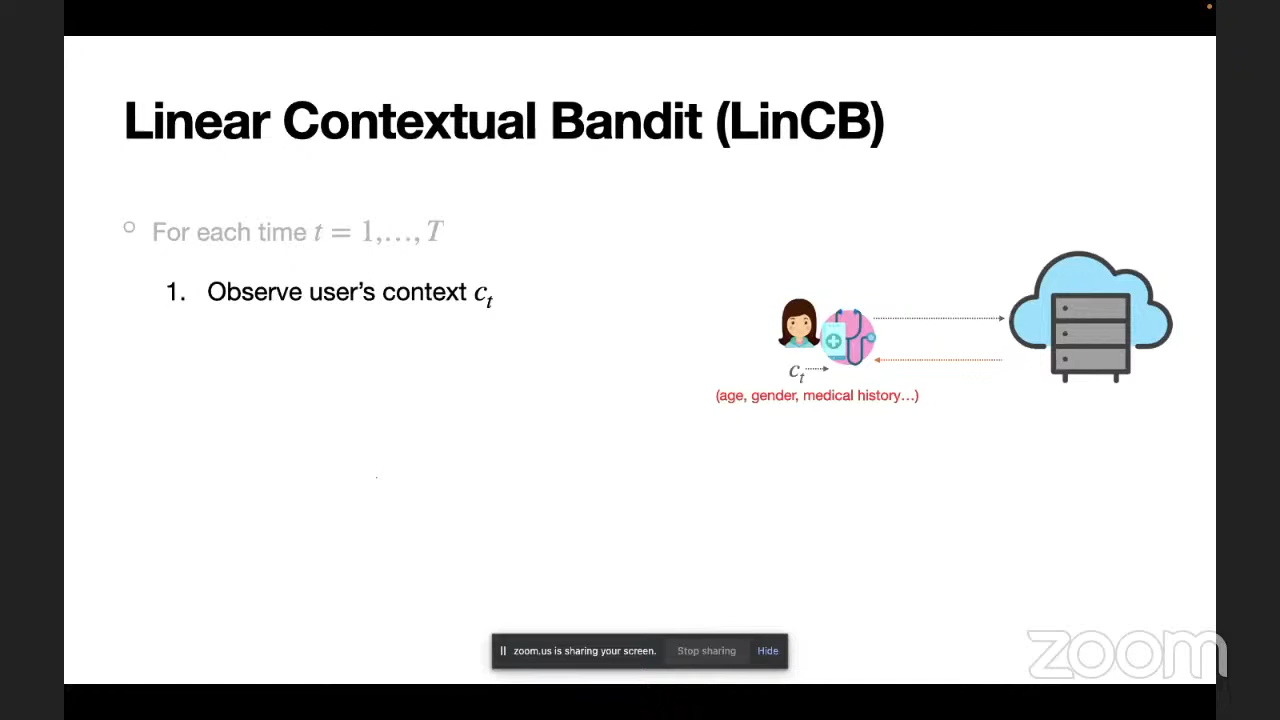 Linear Contextual Bandit (LinCB)
For each time t = 1,…, T
1. Observe user's context c_t
c_t
(age, gender, medical history…)
zoom.us is sharing your screen. Stop sharing Hide
zoom